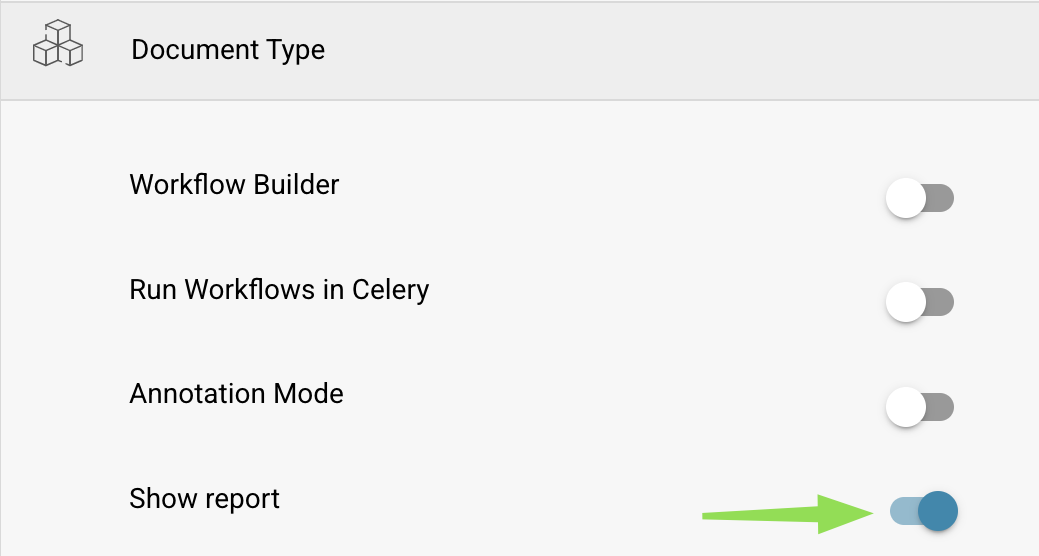 Document Type
Workflow Builder
Run Workflows in Celery
Annotation Mode
Show report